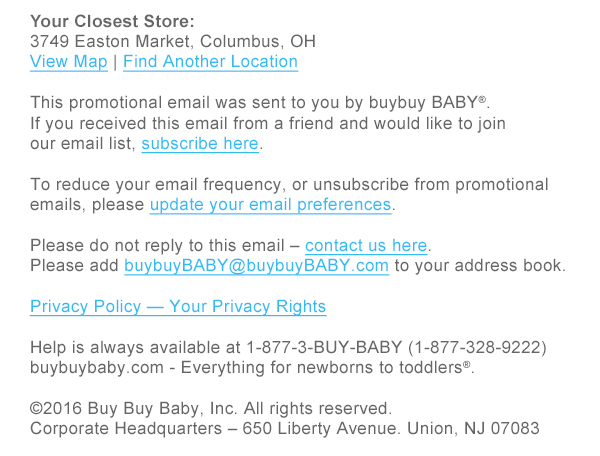 Your Closest Store:
3749 Easton Market, Columbus, OH
View Map | Find Another Location
This promotional email was sent to you by buybuy BABY®.
If you received this email from a friend and would like to join
our email list, subscribe here.
To reduce your email frequency, or unsubscribe from promotional
emails, please update your email preferences.
Please do not reply to this email – contact us here.
Please add buybuyBABY@buybuyBABY.com to your address book.
Privacy Policy — Your Privacy Rights
Help is always available at 1-877-3-BUY-BABY (1-877-328-9222)
buybuybaby.com - Everything for newborns to toddlers®.
©2016 Buy Buy Baby, Inc. All rights reserved.
Corporate Headquarters – 650 Liberty Avenue. Union, NJ 07083